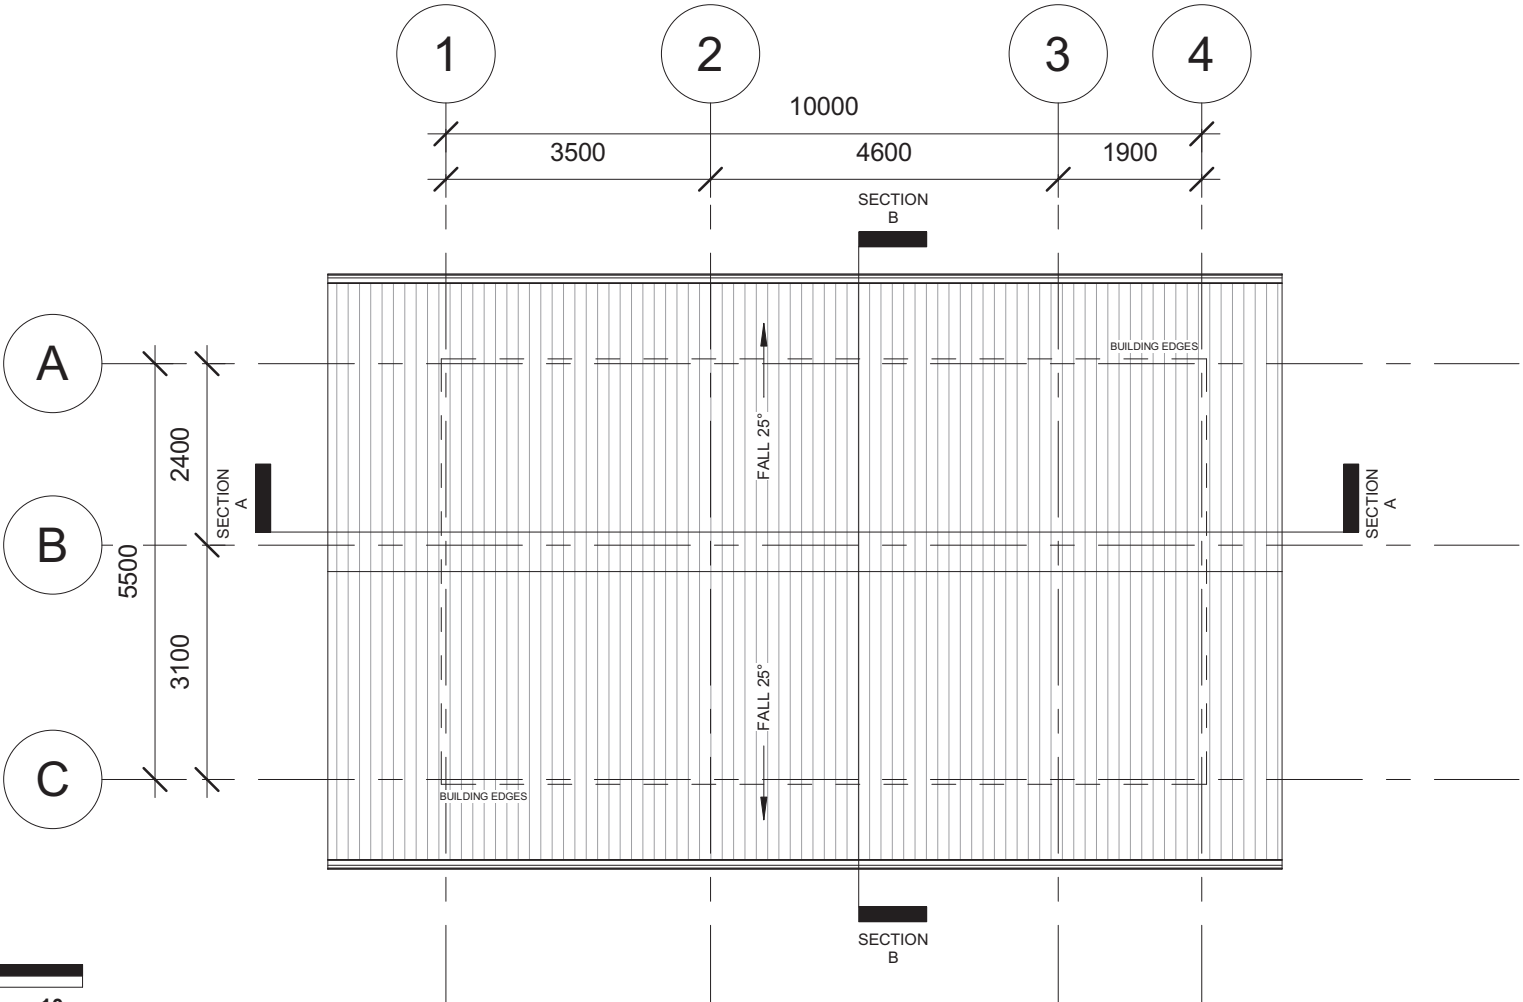 1
2
3
4
10000
3500
4600
1900
SECTION
B
A
BUILDING EDGES
FALL 25°
2400
SECTION
A
SECTION
A
B
5500
3100
FALL 25°
C
BUILDING EDGES
SECTION
B